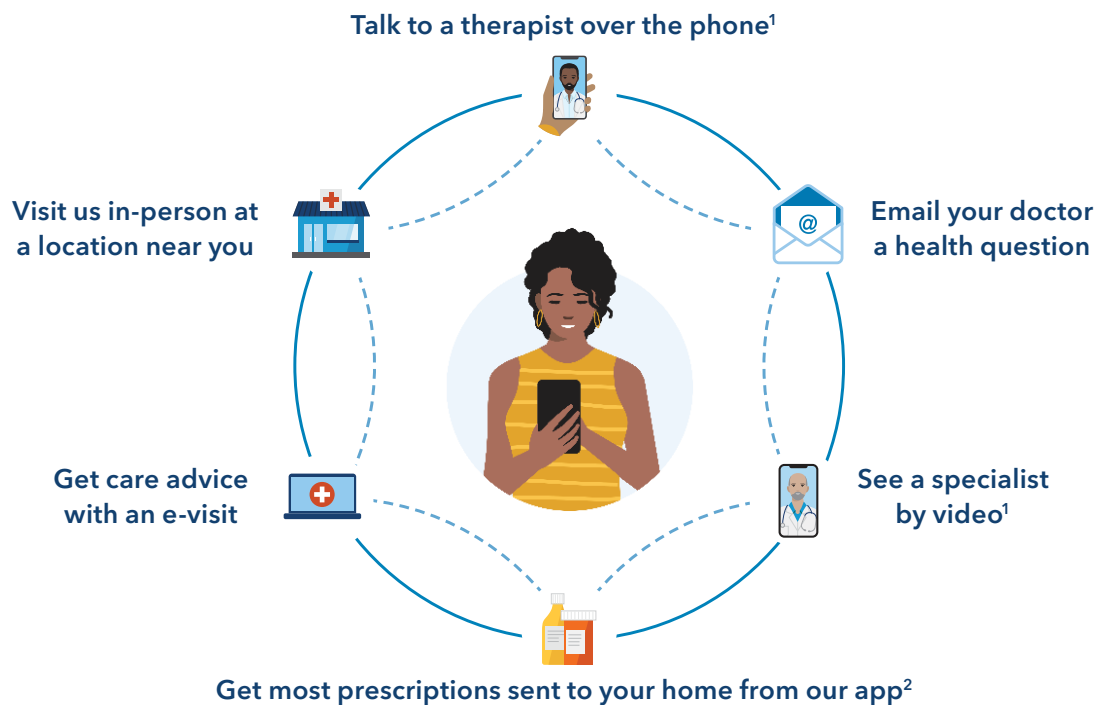 Talk to a therapist over the phone¹
Visit us in-person at
a location near you
@
Email your doctor
a health question
Get care advice
with an e-visit
See a specialist
by video¹
Get most prescriptions sent to your home from our app²